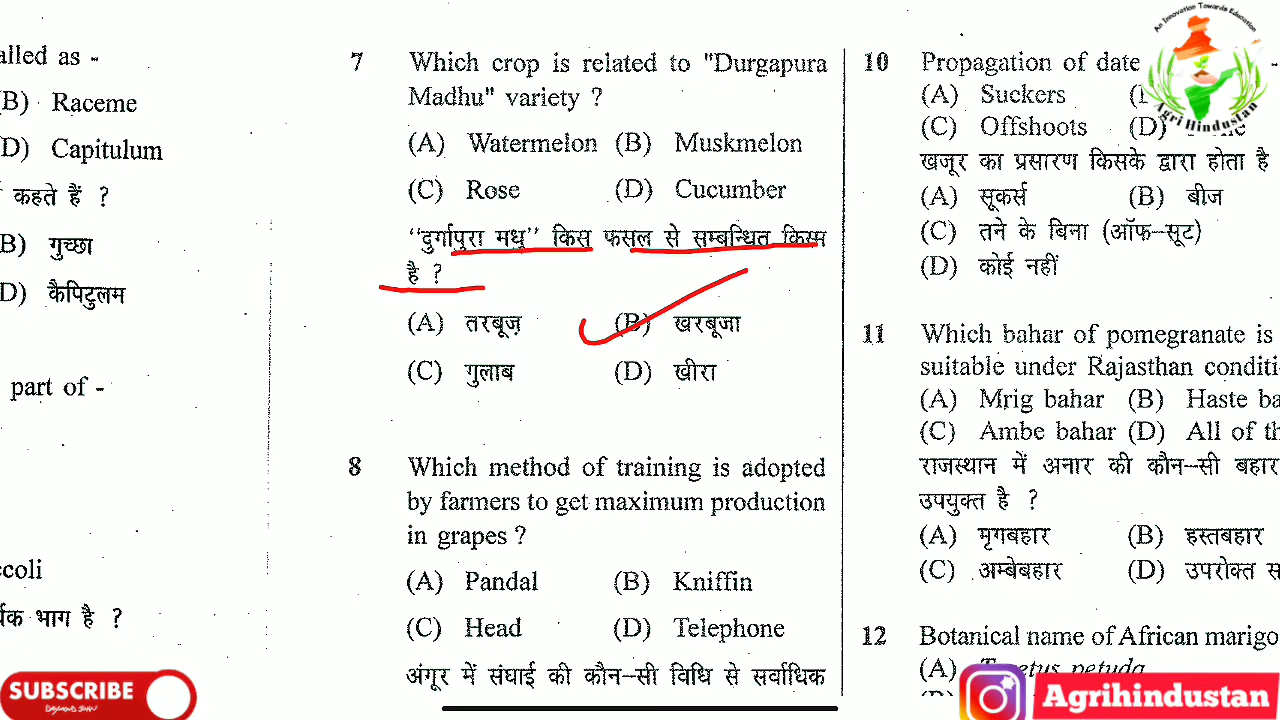 alled as -
(B) Raceme
(D) Capitulum
कहते हैं ?
(B) गुच्छा
(D) कैपिटुलम
part of -
ccoli
भाग है ?
7 Which crop is related to "Durgapura
Madhu" variety ?
(A) Watermelon (B) Muskmelon
(C) Rose (D) Cucumber
"दुर्गापुरा मधु" किस फसल से सम्बन्धित किस्म
है ?
(A) तरबूज़ (B) खरबूजा
(C) गुलाब (D) खीरा
8 Which method of training is adopted
by farmers to get maximum production
in grapes ?
(A) Pandal (B) Kniffin
(C) Head (D) Telephone
अंगूर में संघाई की कौन-सी विधि से सर्वाधिक
10 Propagation of date -
(A) Suckers
(C) Offshoots (D)
खजूर का प्रसारण किसके द्वारा होता है
(A) सूकर्स (B) बीज
(C) तने के बिना (ऑफ-सूट)
(D) कोई नहीं
11 Which bahar of pomegranate is
suitable under Rajasthan conditi
(A) Mrig bahar (B) Haste ba
(C) Ambe bahar (D) All of th
राजस्थान में अनार की कौन-सी बहार
उपयुक्त है ?
(A) मृगबहार (B) हस्तबहार
(C) अम्बेबहार (D) उपरोक्त स
12 Botanical name of African marigo
(A) petuda
An Innovation Towards Education
Agri Hindustan
SUBSCRIBE
Agrihindustan